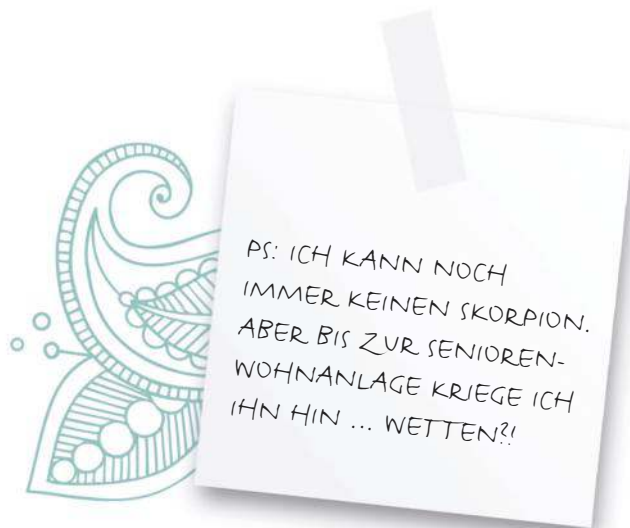 PS: ICH KANN NOCH
IMMER KEINEN SKORPION.
ABER BIS ZUR SENIOREN-
WOHNANLAGE KRIEGE ICH
IHN HIN ... WETTEN?!